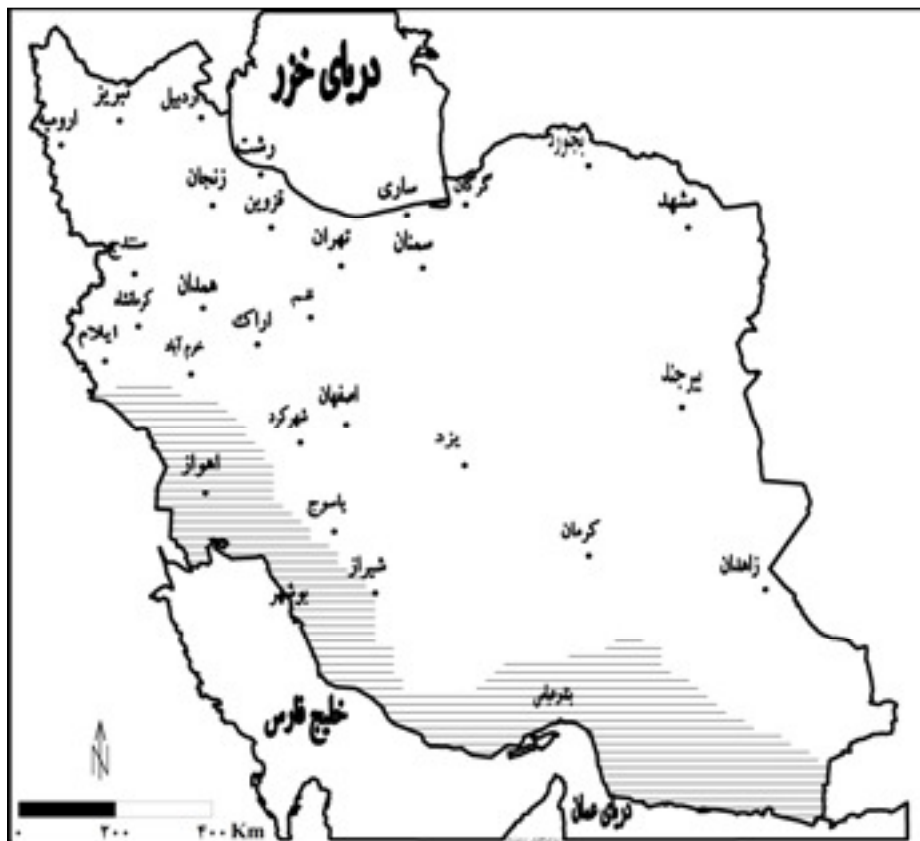 دریای خزر
تبریز
اردبیل
ارومیه
رشت
زنجان
قزوین
ساری
گرگان
بجنورد
مشهد
تهران
سمنان
سنندج
همدان
کرمانشاه
قم
اراک
ایلام
خرم آباد
بیرجند
اصفهان
شهرکرد
یزد
اهواز
یاسوج
کرمان
شیراز
زاهدان
بوشهر
بندرعباس
خلیج فارس
دریای عمان
N
۰ ۲۰۰ ۴۰۰ Km